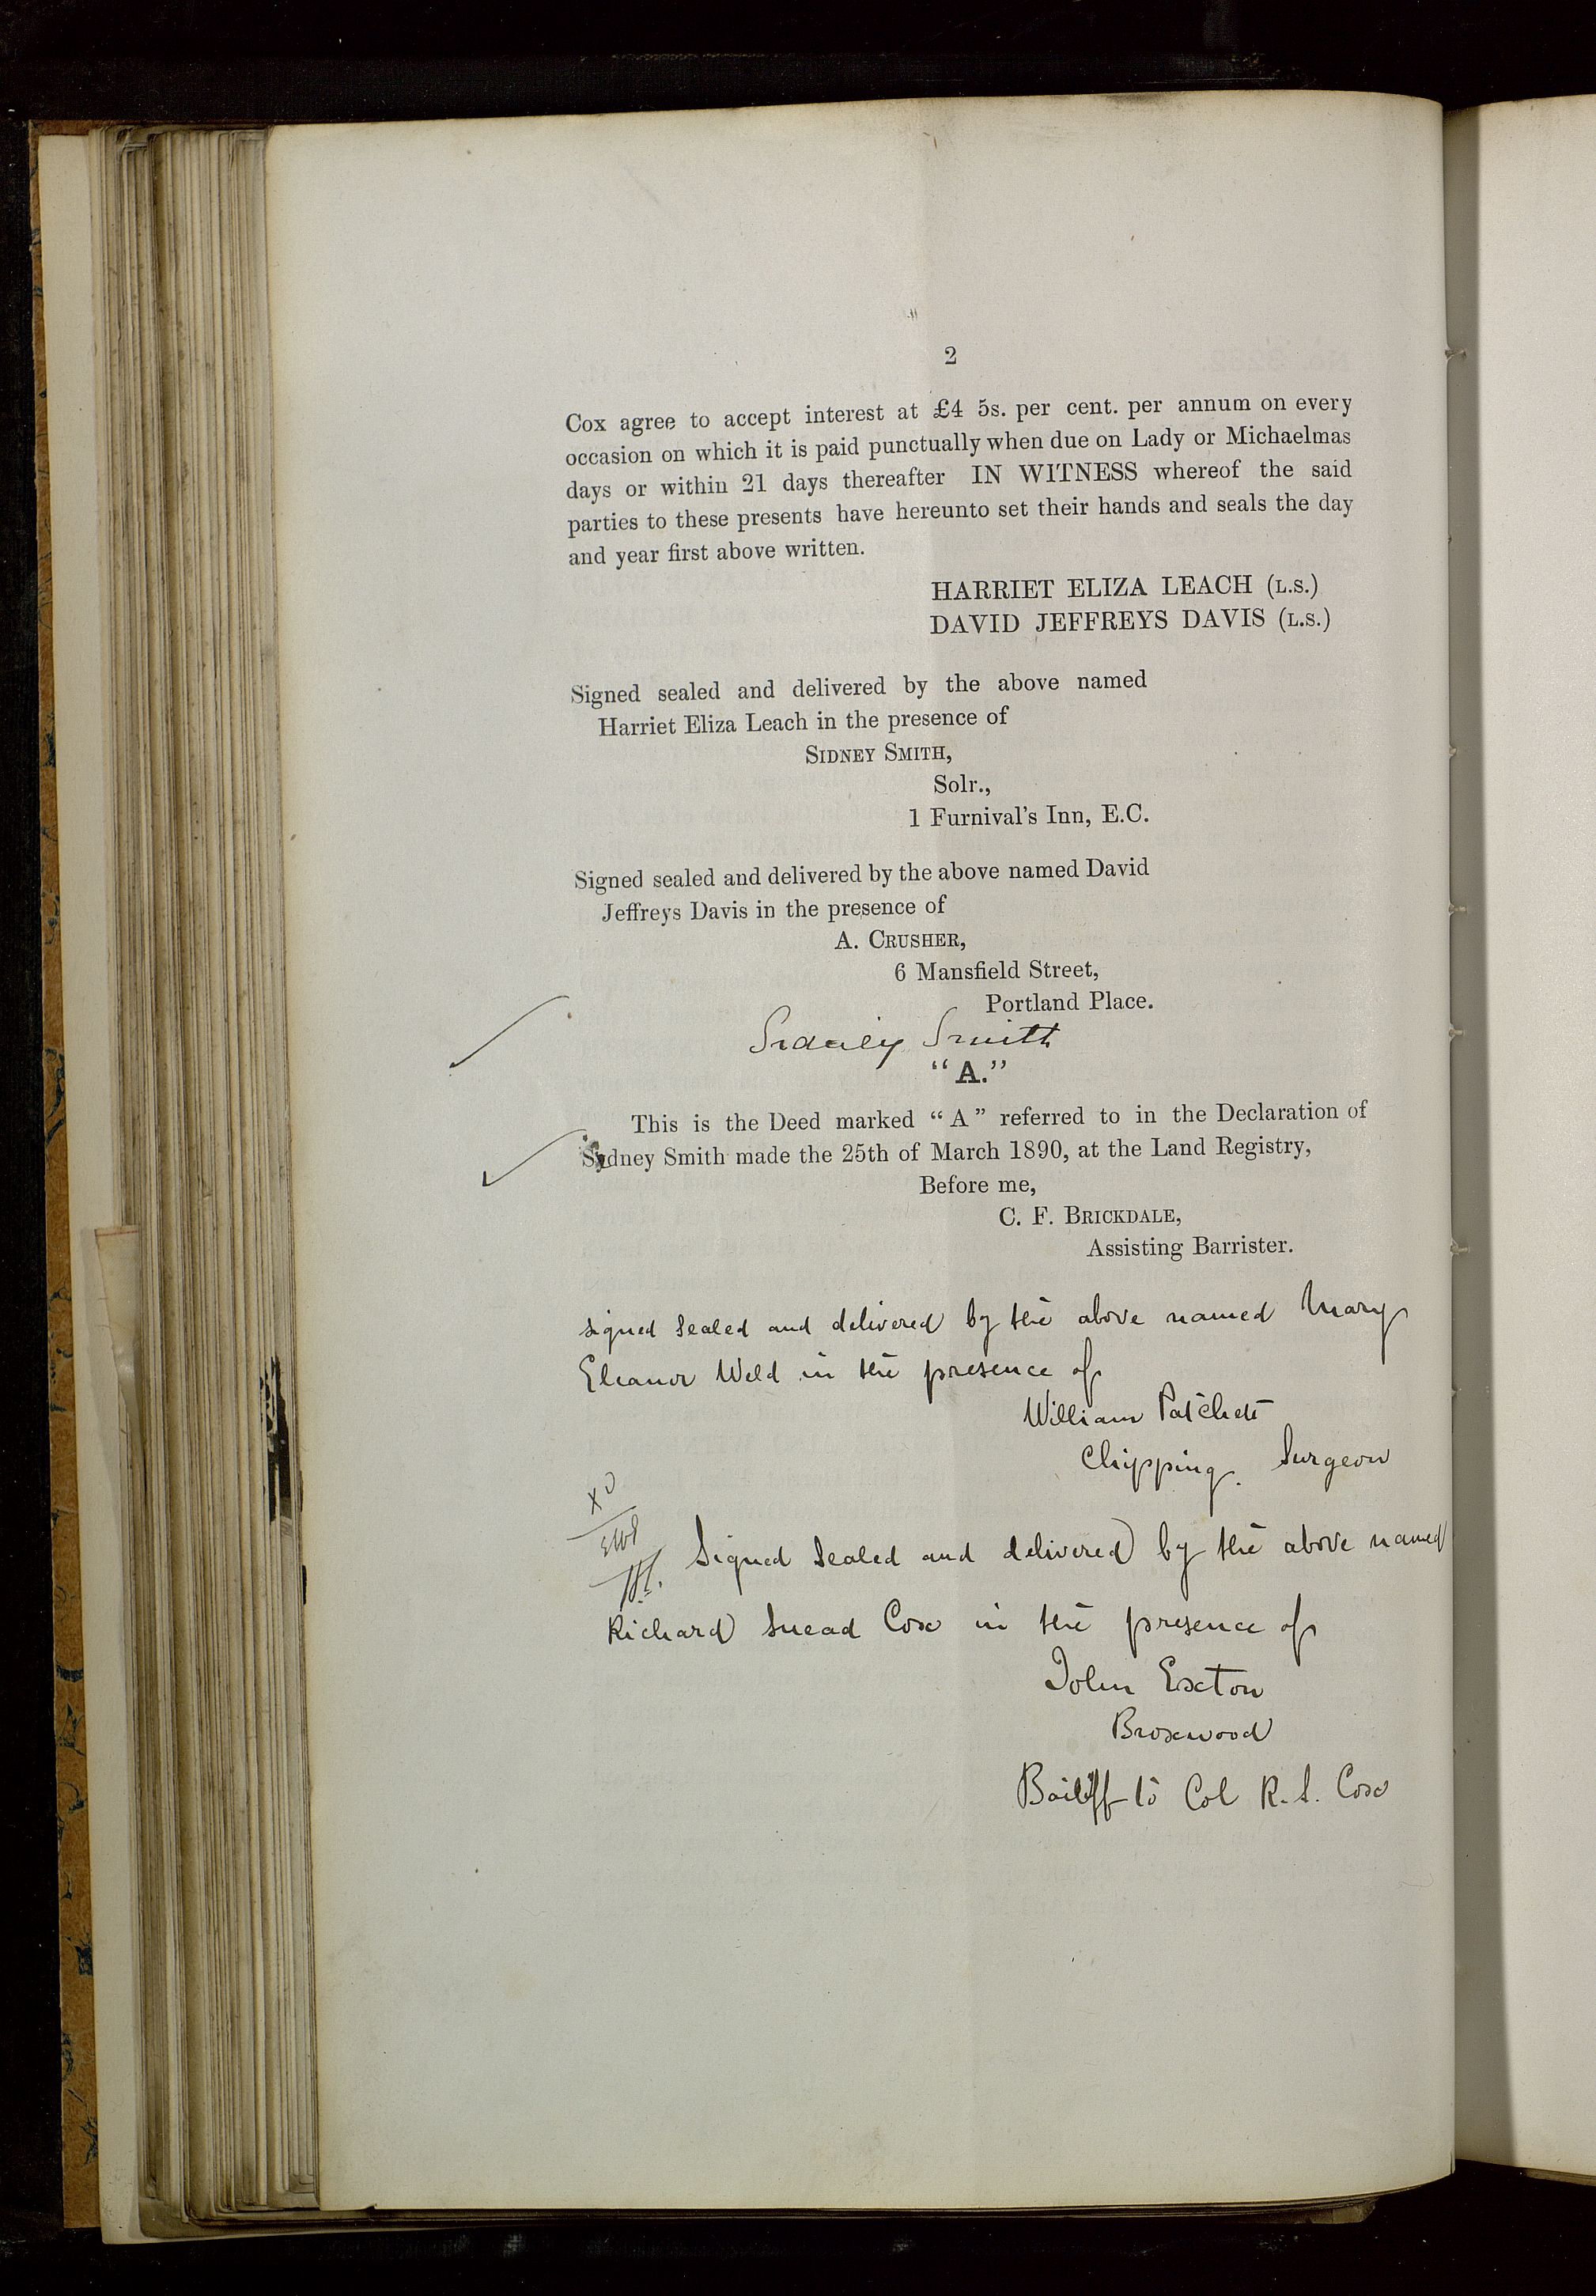 2
Cox agree to accept interest at £4 5s. per cent. per annum on every
occasion on which it is paid punctually when due on Lady or Michaelmas
days or within 21 days thereafter IN WITNESS whereof the said
parties to these presents have hereunto set their hands and seals the day
and year first above written.
HARRIET ELIZA LEACH (L.S.)
DAVID JEFFREYS DAVIS (L.S.)
Signed sealed and delivered by the above named
Harriet Eliza Leach in the presence of
SIDNEY SMITH,
Solr.,
1 Furnival's Inn, E.C.
Signed sealed and delivered by the above named David
Jeffreys Davis in the presence of
A. CRUSHER,
6 Mansfield Street,
Portland Place.
Sidney Smith
“A.”
This is the Deed marked “A” referred to in the Declaration of
Sydney Smith made the 25th of March 1890, at the Land Registry,
Before me,
C. F. BRICKDALE,
Assisting Barrister.
signed sealed and delivered by the above named Mary
Eleanor Weld in the presence of
William Patchett
Chipping. Surgeon
Signed sealed and delivered by the above named
Richard Snead Cox in the presence of
John Exton
Broxwood
Bailiff to Col R. S. Cox